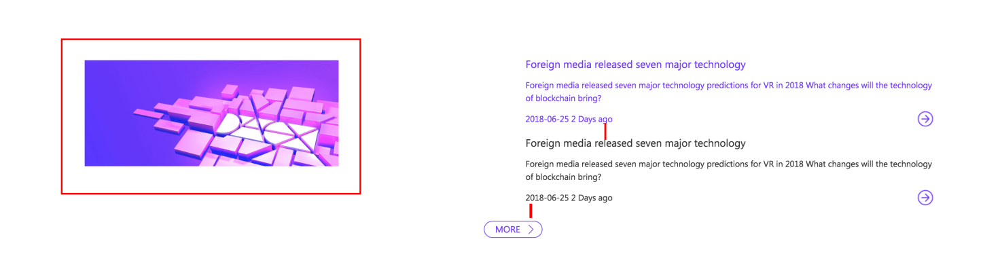 Foreign media released seven major technology
Foreign media released seven major technology predictions for VR in 2018 What changes will the technology
of blockchain bring?
2018-06-25 2 Days ago
Foreign media released seven major technology
Foreign media released seven major technology predictions for VR in 2018 What changes will the technology
of blockchain bring?
2018-06-25 2 Days ago
MORE